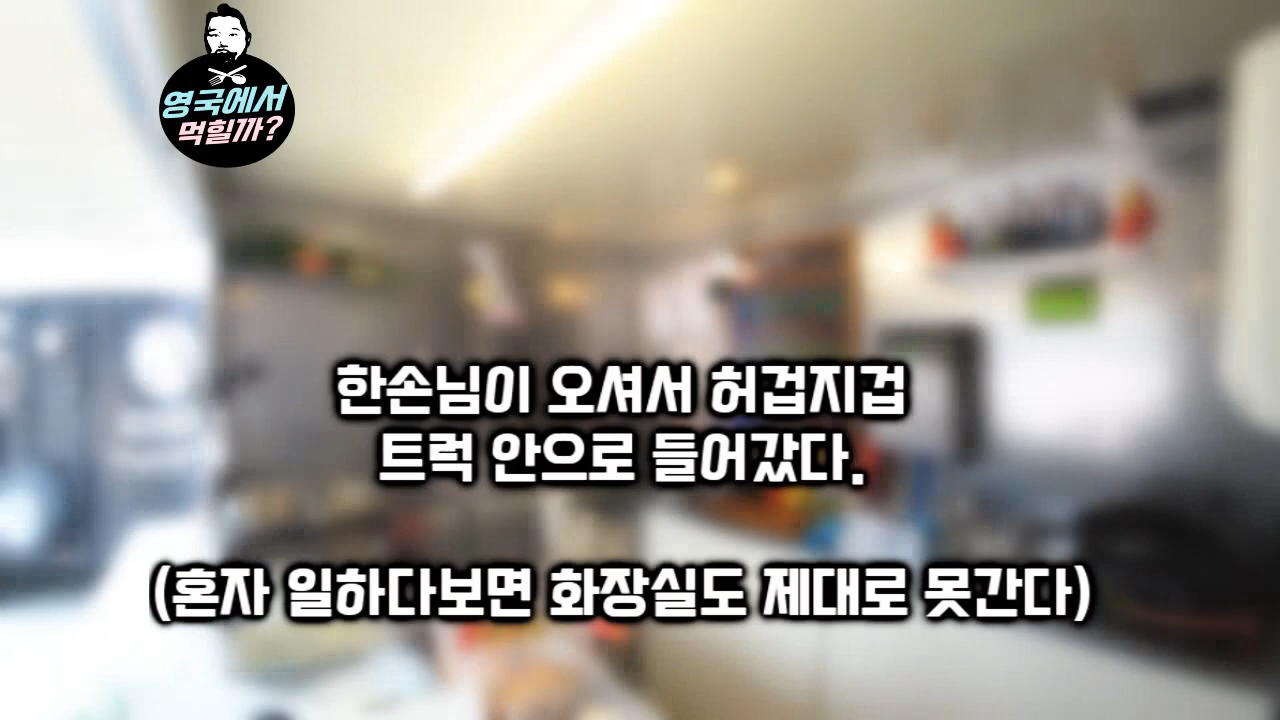 영국에서
먹힐까?
한손님이 오셔서 허겁지겁
트럭 안으로 들어갔다.
(혼자 일하다보면 화장실도 제대로 못간다)